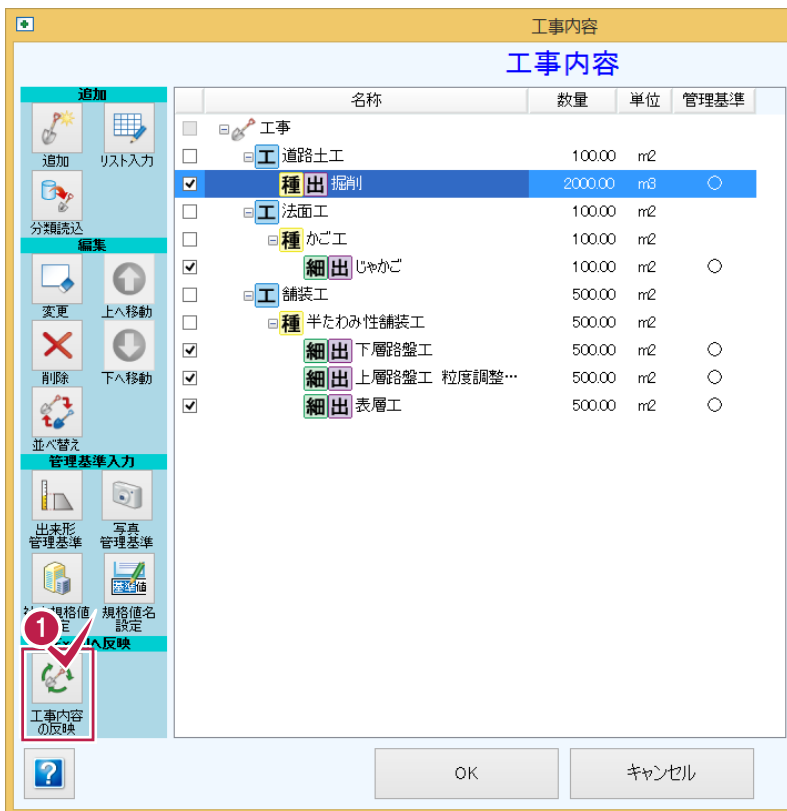 工事内容
工事内容
追加
追加 リスト入力
分類読込
編集
変更 上へ移動
削除 下へ移動
並べ替え
管理基準入力
出来形
管理基準
写真
管理基準
基準値
規格値
規格値名
設定
1
へ反映
工事内容
の反映
名称 数量 単位 管理基準
工事
工 道路土工 100.00 m2
種 出 掘削 2000.00 m3 ○
工 法面工 100.00 m2
種 かご工 100.00 m2
細 出 じゃかご 100.00 m2 ○
工 舗装工 500.00 m2
種 半たわみ性舗装工 500.00 m2
細 出 下層路盤工 500.00 m2 ○
細 出 上層路盤工 粒度調整… 500.00 m2 ○
細 出 表層工 500.00 m2 ○
?
OK キャンセル